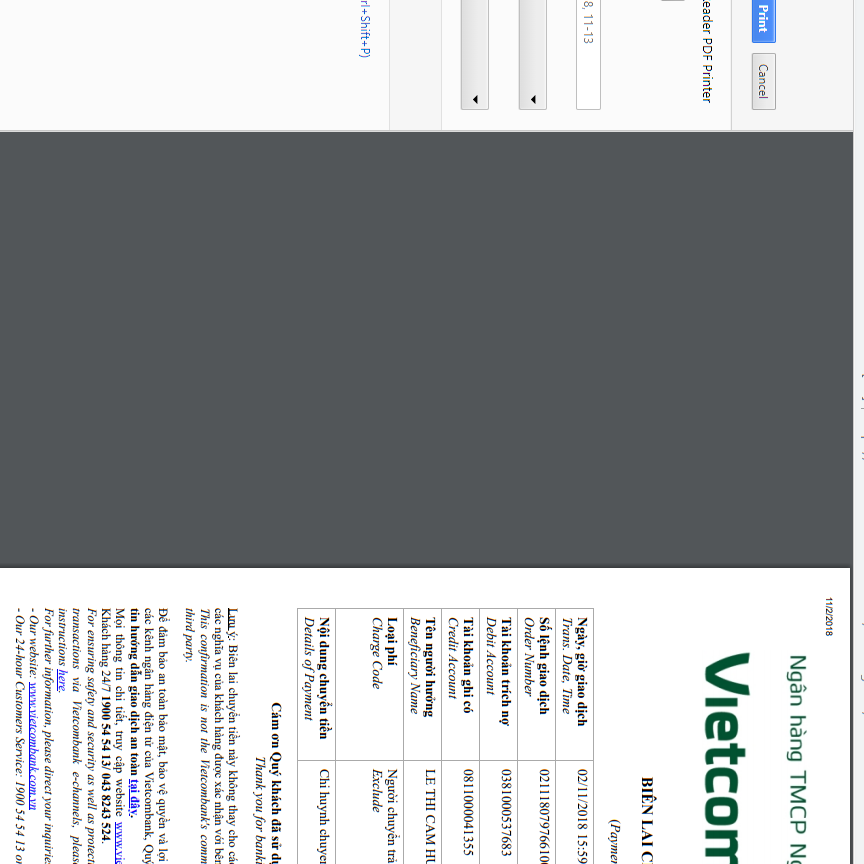 Print
Cancel
eader PDF Printer
8, 11-13
rl+Shift+P)
11/2/2018
Ngân hàng TMCP
Vietcom
BIÊN LAI
(Payme
Ngày, giờ giao dịch
Trans. Date, Time
02/11/2018 15:59
Số lệnh giao dịch
Order Number
Tài khoản trích nợ
Debit Account
0381000537683
Tài khoản ghi có
Credit Account
0811000041355
Tên người hưởng
Beneficiary Name
LE THI CAM
Loại phí
Charge Code
Người chuyển trả
Exclude
Nội dung chuyển tiền
Details of Payment
Chi huynh chuyen
Cám ơn Quý khách đã sử
Thank you for banki
Lưu ý: Biên lai chuyển tiền này không thay cho
các nghĩa vụ của khách hàng được xác nhận với
This confirmation is not the Vietcombank's comm
third party.
Để đảm bảo an toàn bảo mật, bảo vệ quyền và lợi
các kênh ngân hàng điện tử của Vietcombank, Quý
tin hướng dẫn giao dịch an toàn tại đây.
Mọi thông tin chi tiết, truy cập website www.vie
Khách hàng 24/7 1900 54 54 13/ 043 8243 524.
For ensuring safety and security as well as protect
transactions via Vietcombank e-channels, pleas
instructions here.
For further information, please direct your inquirie
- Our website: www.vietcombank.com.vn
- Our 24-hour Customers Service: 1900 54 54 13 or